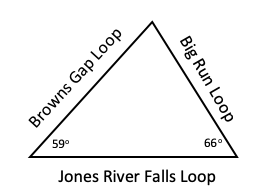 Browns Gap Loop
Big Run Loop
59°
66°
Jones River Falls Loop